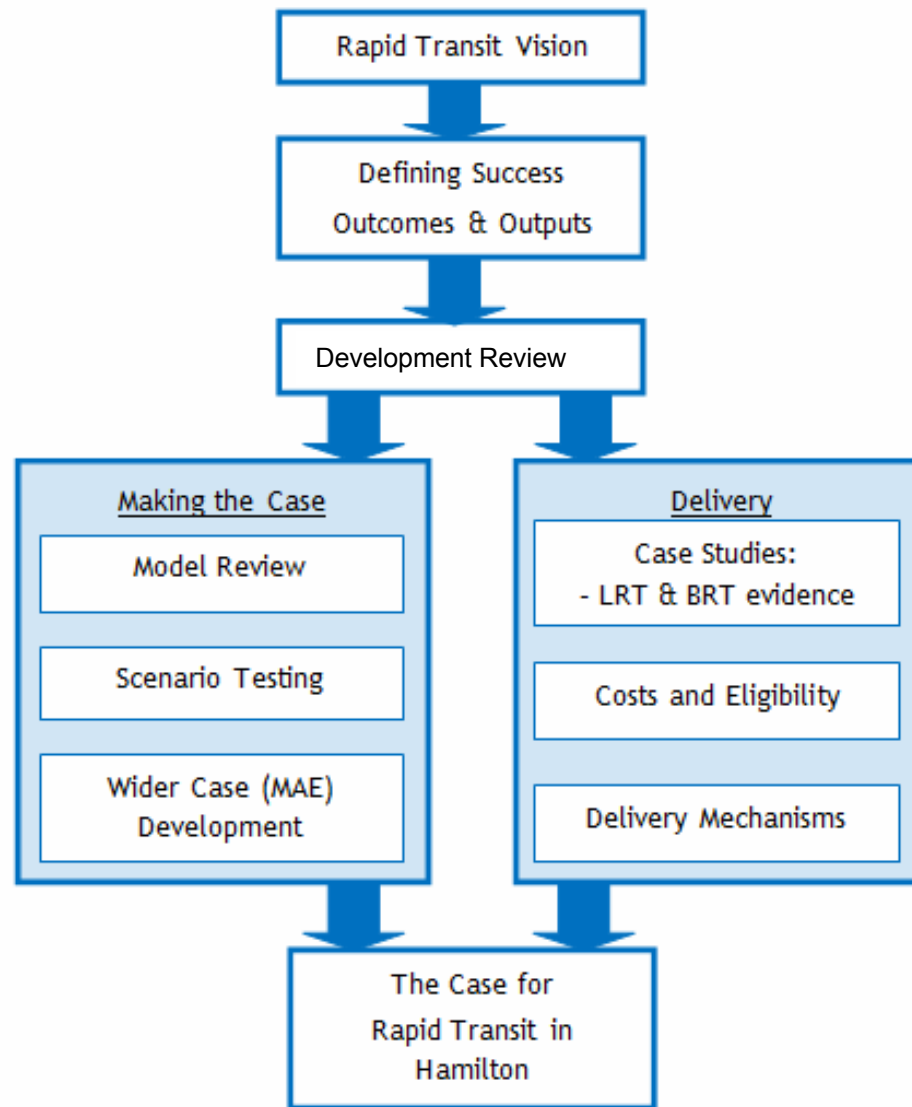 Rapid Transit Vision
Defining Success
Outcomes & Outputs
Development Review
Making the Case
Model Review
Scenario Testing
Wider Case (MAE)
Development
Delivery
Case Studies:
- LRT & BRT evidence
Costs and Eligibility
Delivery Mechanisms
The Case for
Rapid Transit in
Hamilton